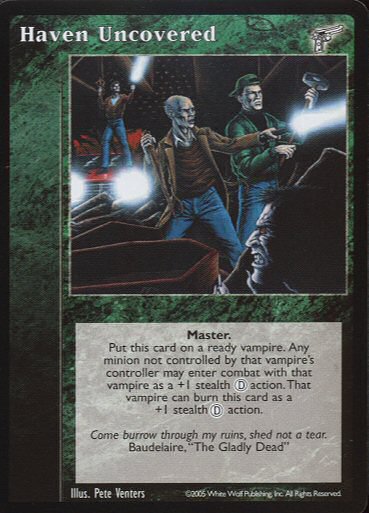 Haven Uncovered
Master.
Put this card on a ready vampire. Any
minion not controlled by that vampire's
controller may enter combat with that
vampire as a +1 stealth Ⓓ action. That
vampire can burn this card as a
+1 stealth Ⓓ action.
Come burrow through my ruins, shed not a tear.
Baudelaire, "The Gladly Dead"
Illus. Pete Venters
©2005 White Wolf Publishing, Inc. All Rights Reserved.